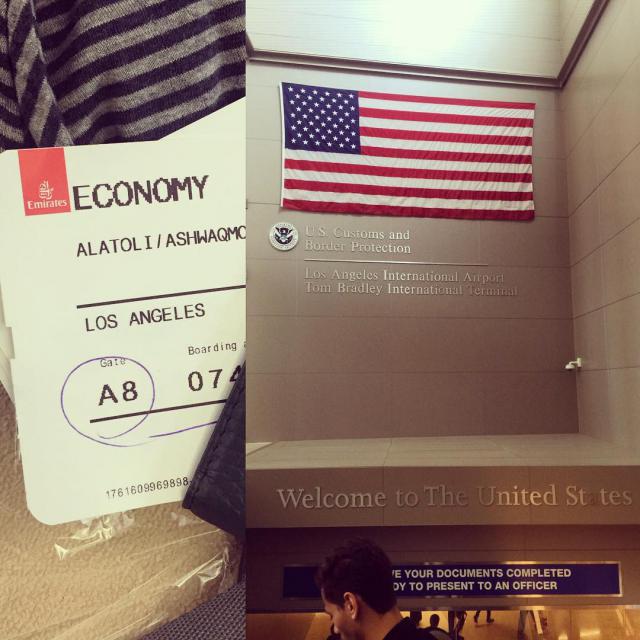 Emirates
ECONOMY
ALATOLI/ASHWAQMO
LOS ANGELES
Gate
Boarding
A8
074
1761609969898
U.S. Customs and
Border Protection
Los Angeles International Airport
Tom Bradley International Terminal
Welcome to The United States
VE YOUR DOCUMENTS COMPLETED
DY TO PRESENT TO AN OFFICER